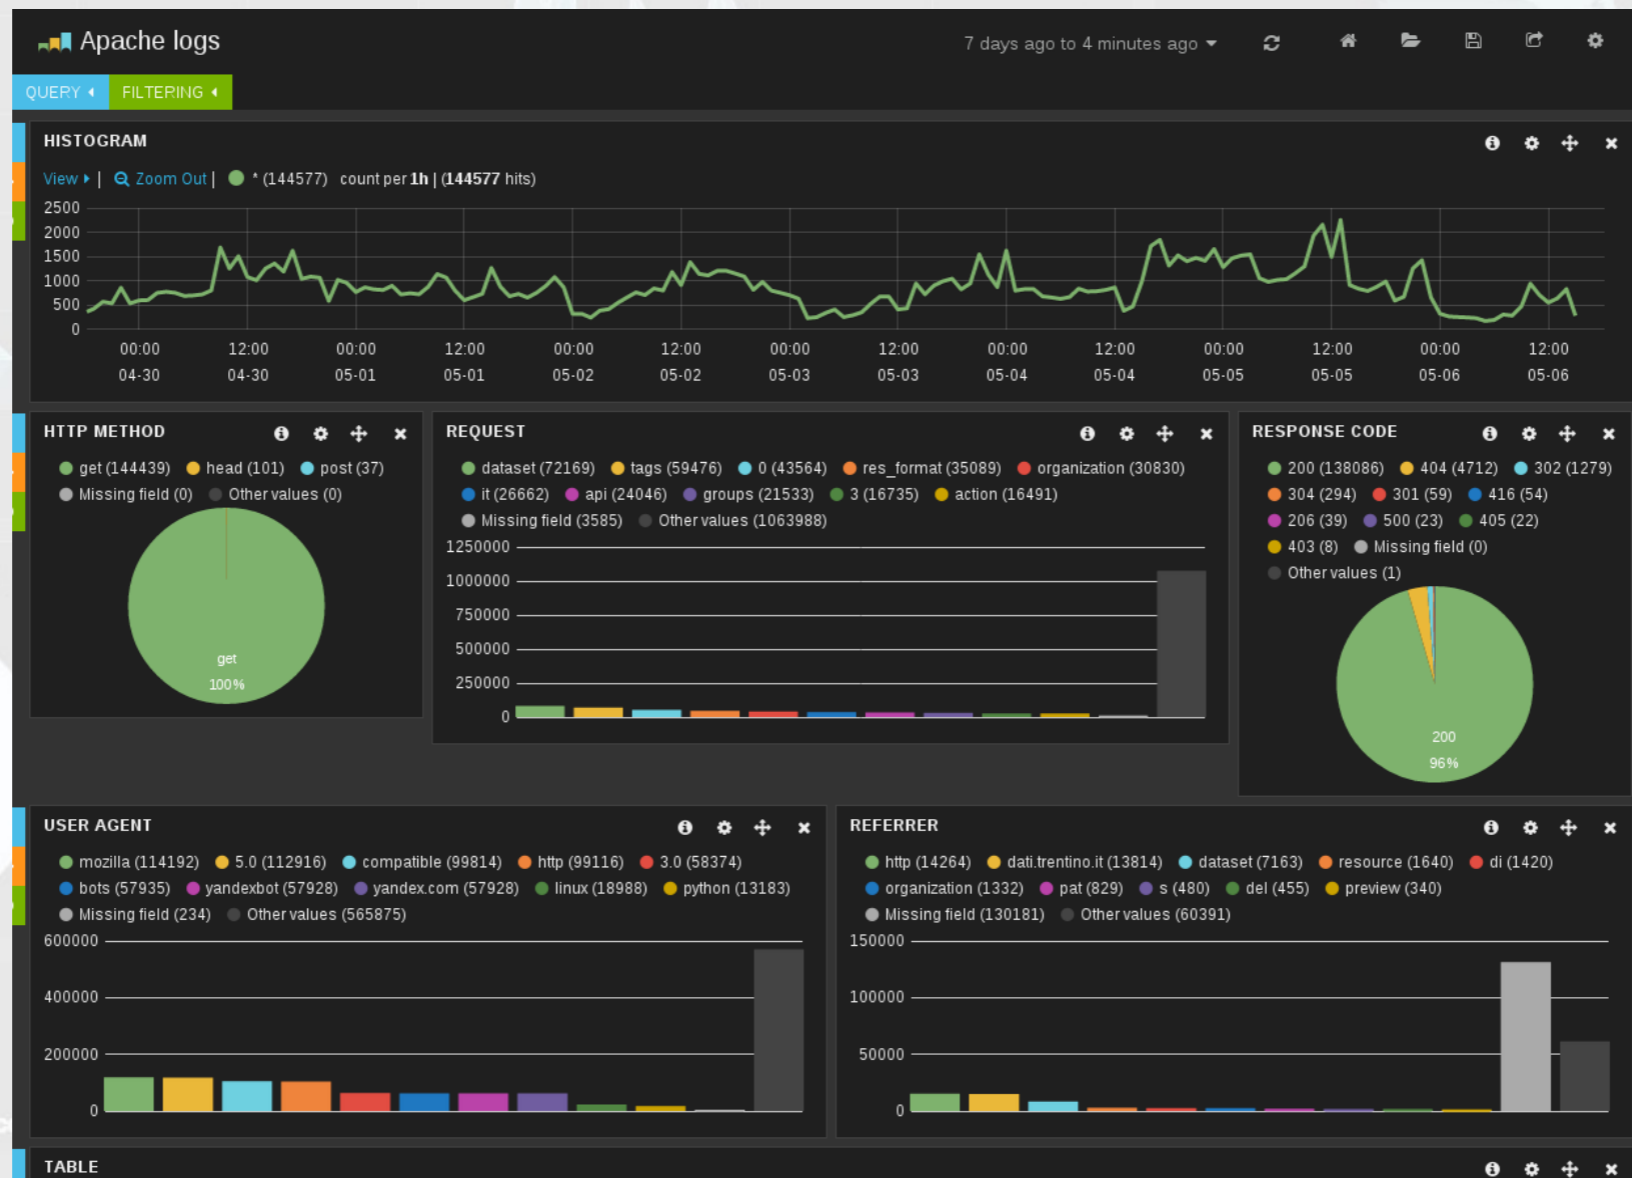 Apache logs
7 days ago to 4 minutes ago
QUERY FILTERING
HISTOGRAM
View | Zoom Out | * (144577) count per 1h | (144577 hits)
2500
2000
1500
1000
500
0
00:00 12:00 00:00 12:00 00:00 12:00 00:00 12:00 00:00 12:00 00:00 12:00 00:00 12:00
04-30 04-30 05-01 05-01 05-02 05-02 05-03 05-03 05-04 05-04 05-05 05-05 05-06 05-06
HTTP METHOD
get (144439) head (101) post (37)
Missing field (0) Other values (0)
get
100%
REQUEST
dataset (72169) tags (59476) 0 (43564) res_format (35089) organization (30830)
it (26662) api (24046) groups (21533) 3 (16735) action (16491)
Missing field (3585) Other values (1063988)
1250000
1000000
750000
500000
250000
0
RESPONSE CODE
200 (138086) 404 (4712) 302 (1279)
304 (294) 301 (59) 416 (54)
206 (39) 500 (23) 405 (22)
403 (8) Missing field (0)
Other values (1)
200
96%
USER AGENT
mozilla (114192) 5.0 (112916) compatible (99814) http (99116) 3.0 (58374)
bots (57935) yandexbot (57928) yandex.com (57928) linux (18988) python (13183)
Missing field (234) Other values (565875)
600000
400000
200000
0
REFERRER
http (14264) dati.trentino.it (13814) dataset (7163) resource (1640) di (1420)
organization (1332) pat (829) s (480) del (455) preview (340)
Missing field (130181) Other values (60391)
150000
100000
50000
0
TABLE